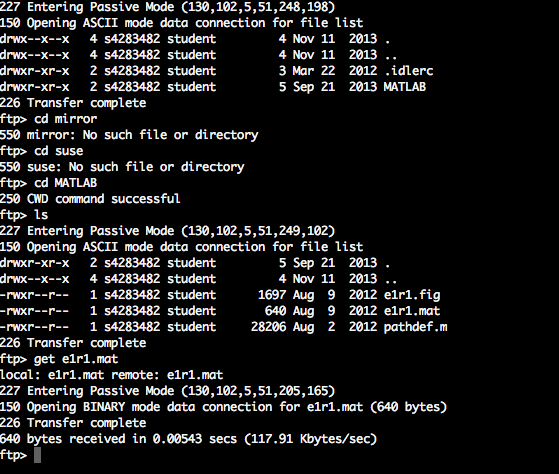 227 Entering Passive Mode (130,102,5,51,248,198)
150 Opening ASCII mode data connection for file list
drwx--x--x   4 s4283482 student         4 Nov 11  2013 .
drwx--x--x   4 s4283482 student         4 Nov 11  2013 ..
drwxr-xr-x   2 s4283482 student         3 Mar 22  2012 .idlerc
drwxr-xr-x   2 s4283482 student         5 Sep 21  2013 MATLAB
226 Transfer complete
ftp> cd mirror
550 mirror: No such file or directory
ftp> cd suse
550 suse: No such file or directory
ftp> cd MATLAB
250 CWD command successful
ftp> ls
227 Entering Passive Mode (130,102,5,51,249,102)
150 Opening ASCII mode data connection for file list
drwxr-xr-x   2 s4283482 student         5 Sep 21  2013 .
drwx--x--x   4 s4283482 student         4 Nov 11  2013 ..
-rwxr--r--   1 s4283482 student      1697 Aug  9  2012 e1r1.fig
-rwxr--r--   1 s4283482 student       640 Aug  9  2012 e1r1.mat
-rwxr--r--   1 s4283482 student     28206 Aug  2  2012 pathdef.m
226 Transfer complete
ftp> get e1r1.mat
local: e1r1.mat remote: e1r1.mat
227 Entering Passive Mode (130,102,5,51,205,165)
150 Opening BINARY mode data connection for e1r1.mat (640 bytes)
226 Transfer complete
640 bytes received in 0.00543 secs (117.91 Kbytes/sec)
ftp>